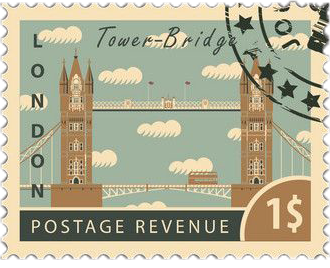 Tower-Bridge
LONDON
POSTAGE REVENUE
1$